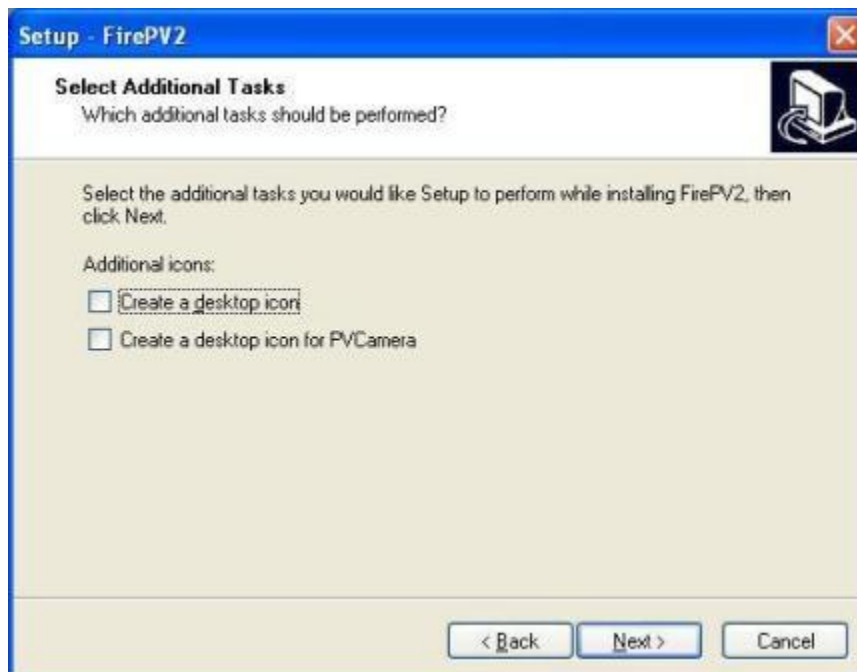 Setup - FirePV2
Select Additional Tasks
Which additional tasks should be performed?
Select the additional tasks you would like Setup to perform while installing FirePV2, then
click Next.
Additional icons:
Create a desktop icon
Create a desktop icon for PVCamera
< Back
Next >
Cancel